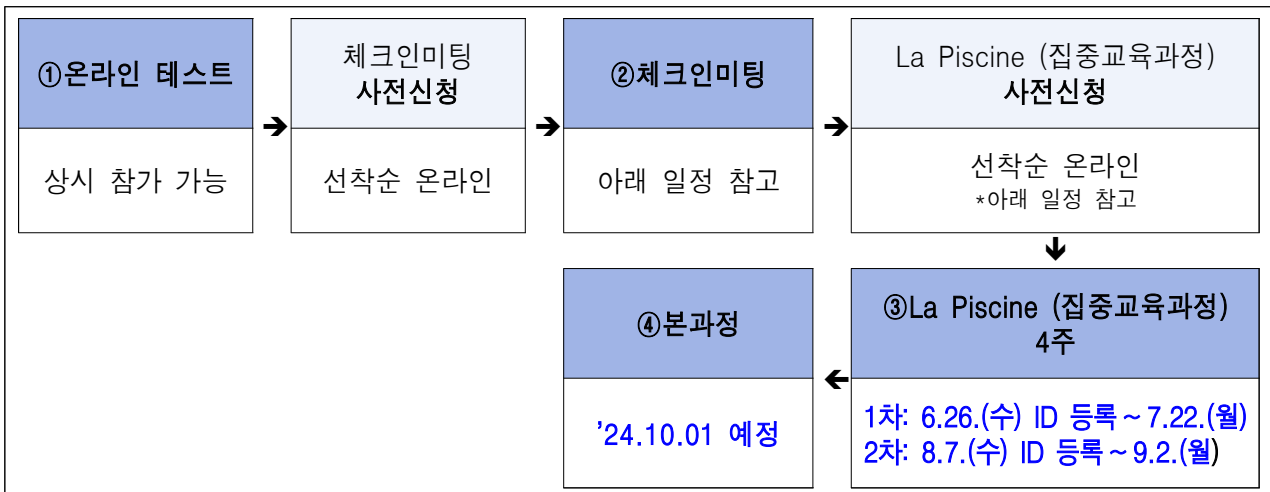 ①온라인 테스트
상시 참가 가능
➔
체크인미팅
사전신청
선착순 온라인
➔
②체크인미팅
아래 일정 참고
➔
La Piscine (집중교육과정)
사전신청
선착순 온라인
*아래 일정 참고
🡻
③La Piscine (집중교육과정)
4주
1차: 6.26.(수) ID 등록～7.22.(월)
2차: 8.7.(수) ID 등록～9.2.(월)
🡸
④본과정
’24.10.01 예정